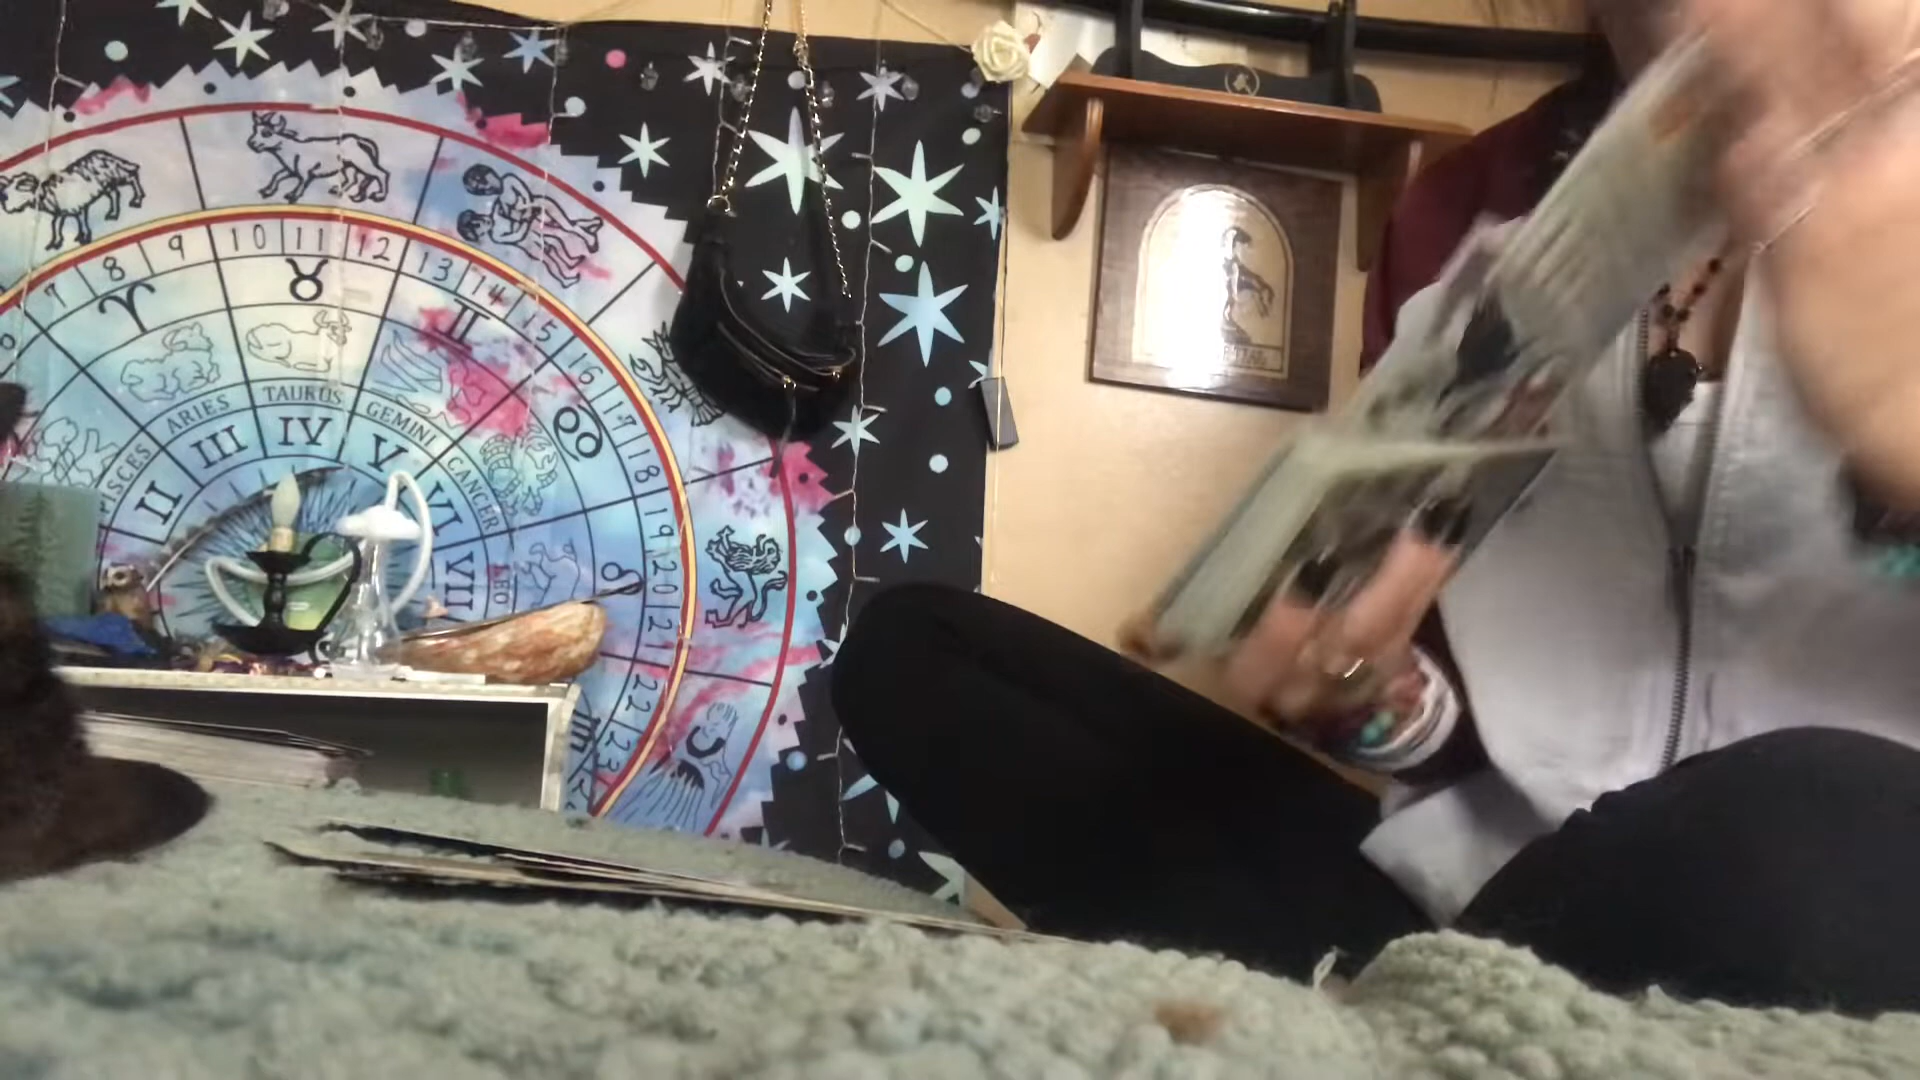 7 8 9 10 11 12 13 14 15 16 17 18 19 20 21 22 23
♈ ♉ ♊ ♋ ♌ ♍
PISCES ARIES TAURUS GEMINI CANCER LEO
II III IV V VI VII